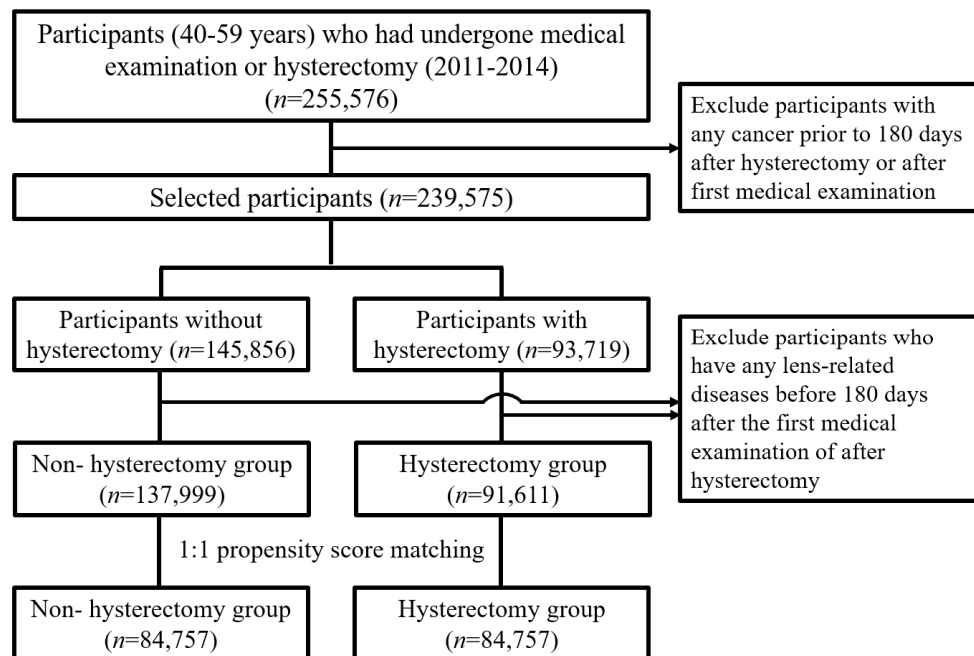 Participants (40-59 years) who had undergone medical
examination or hysterectomy (2011-2014)
(n=255,576)
Exclude participants with
any cancer prior to 180 days
after hysterectomy or after
first medical examination
Selected participants (n=239,575)
Participants without
hysterectomy (n=145,856)
Participants with
hysterectomy (n=93,719)
Exclude participants who
have any lens-related
diseases before 180 days
after the first medical
examination of after
hysterectomy
Non- hysterectomy group
(n=137,999)
Hysterectomy group
(n=91,611)
1:1 propensity score matching
Non- hysterectomy group
(n=84,757)
Hysterectomy group
(n=84,757)